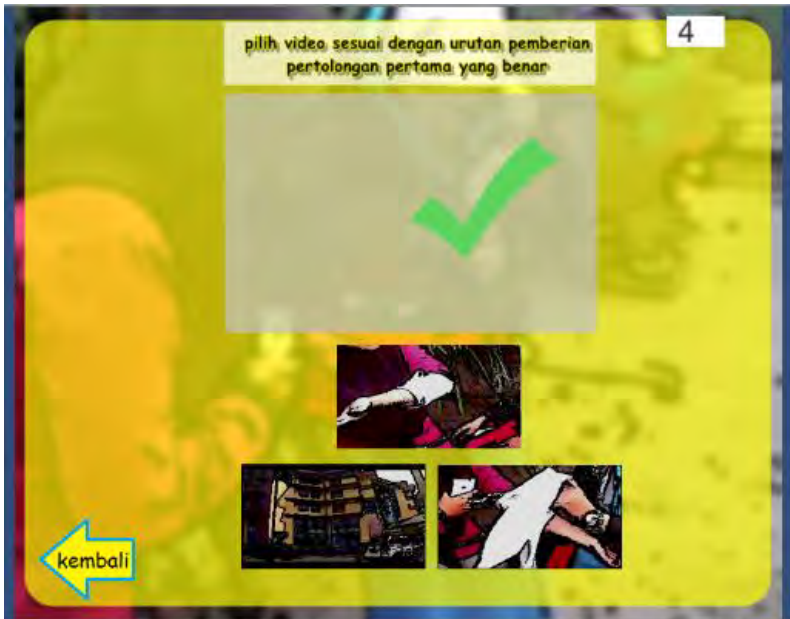 4
pilih video sesuai dengan urutan pemberian
pertolongan pertama yang benar
kembali